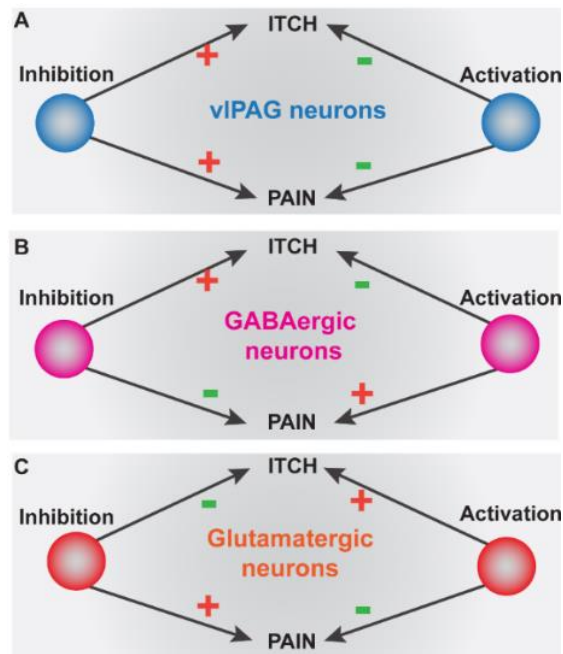 A
ITCH
Inhibition
+
-
Activation
vlPAG neurons
+
-
PAIN
B
ITCH
Inhibition
+
-
Activation
GABAergic
neurons
-
+
PAIN
C
ITCH
Inhibition
-
+
Activation
Glutamatergic
neurons
+
-
PAIN